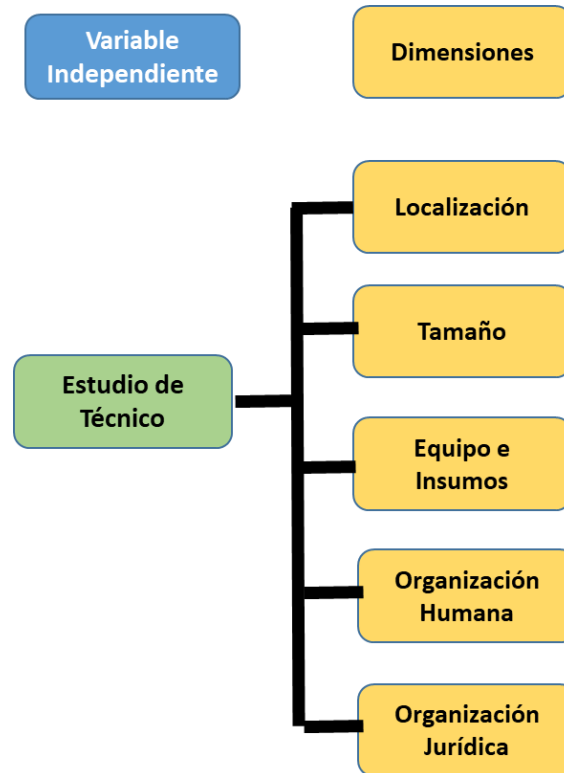 Variable
Independiente
Dimensiones
Localización
Tamaño
Estudio de
Técnico
Equipo e
Insumos
Organización
Humana
Organización
Jurídica